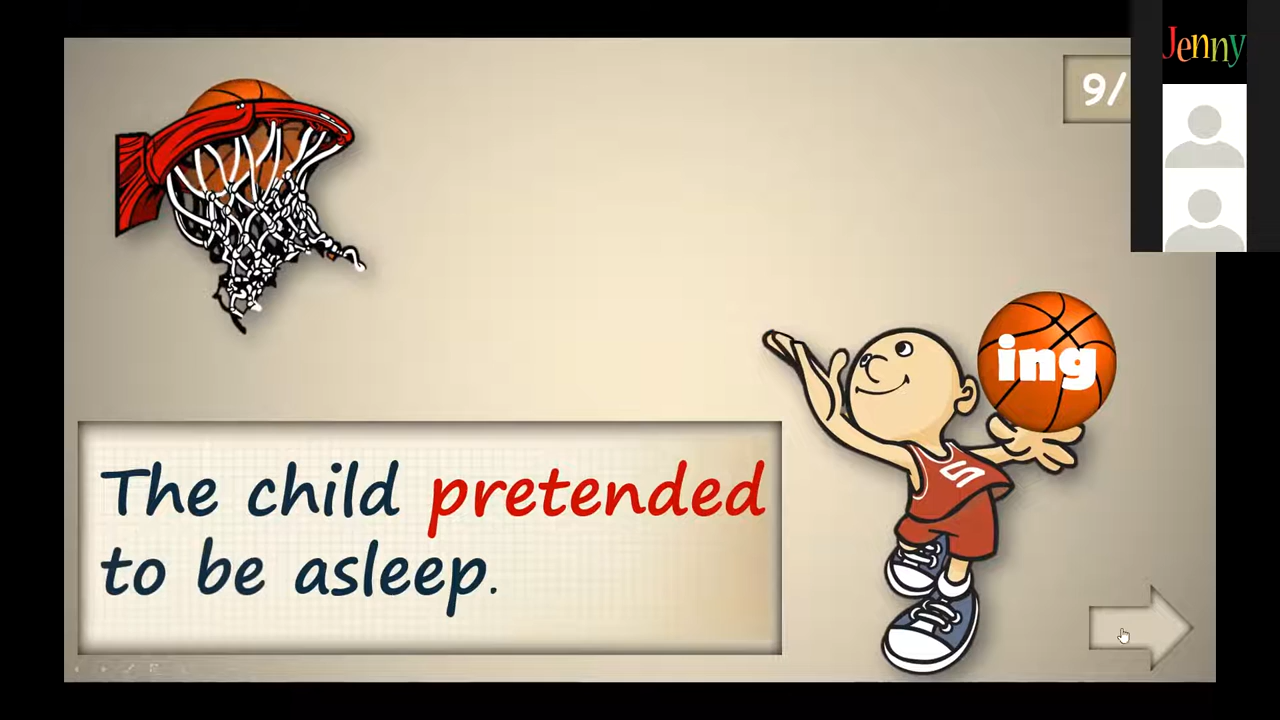 Jenny
9/
ing
The child pretended
to be asleep.